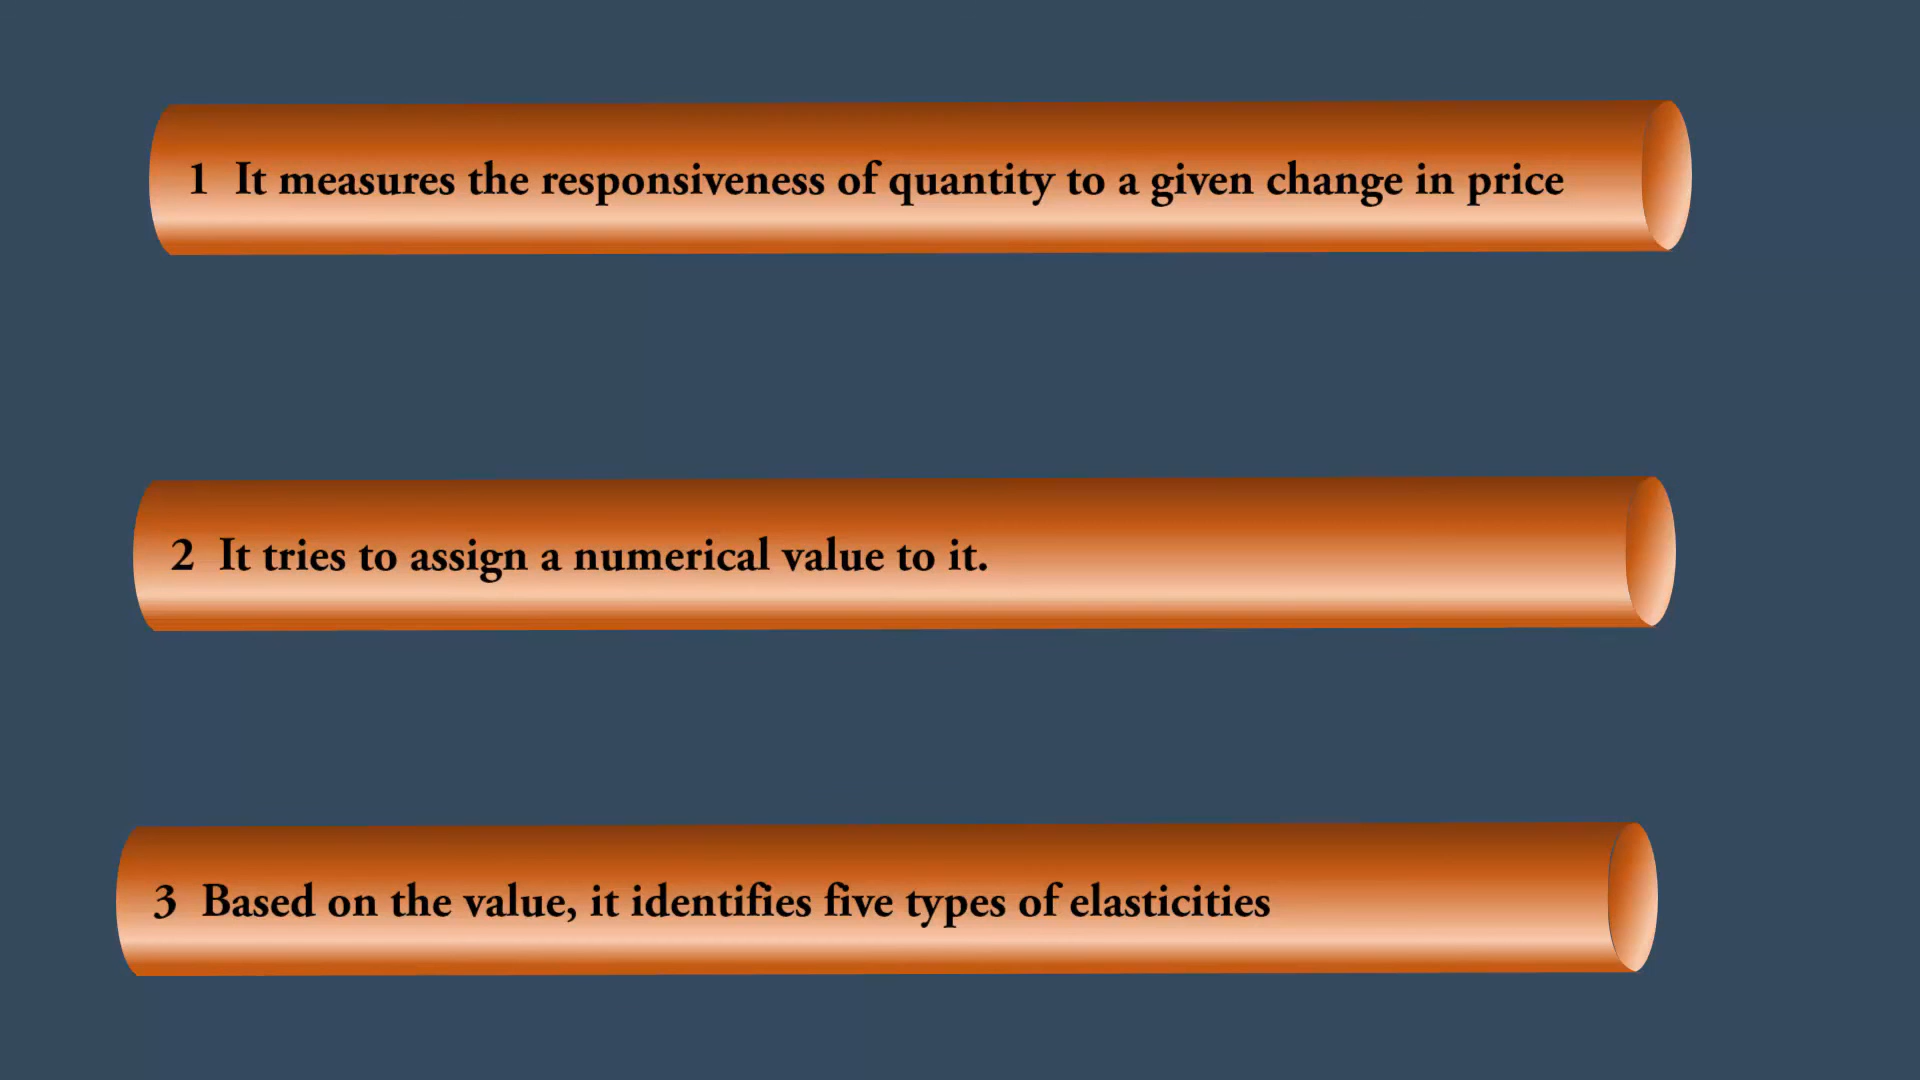 1 It measures the responsiveness of quantity to a given change in price
2 It tries to assign a numerical value to it.
3 Based on the value, it identifies five types of elasticities